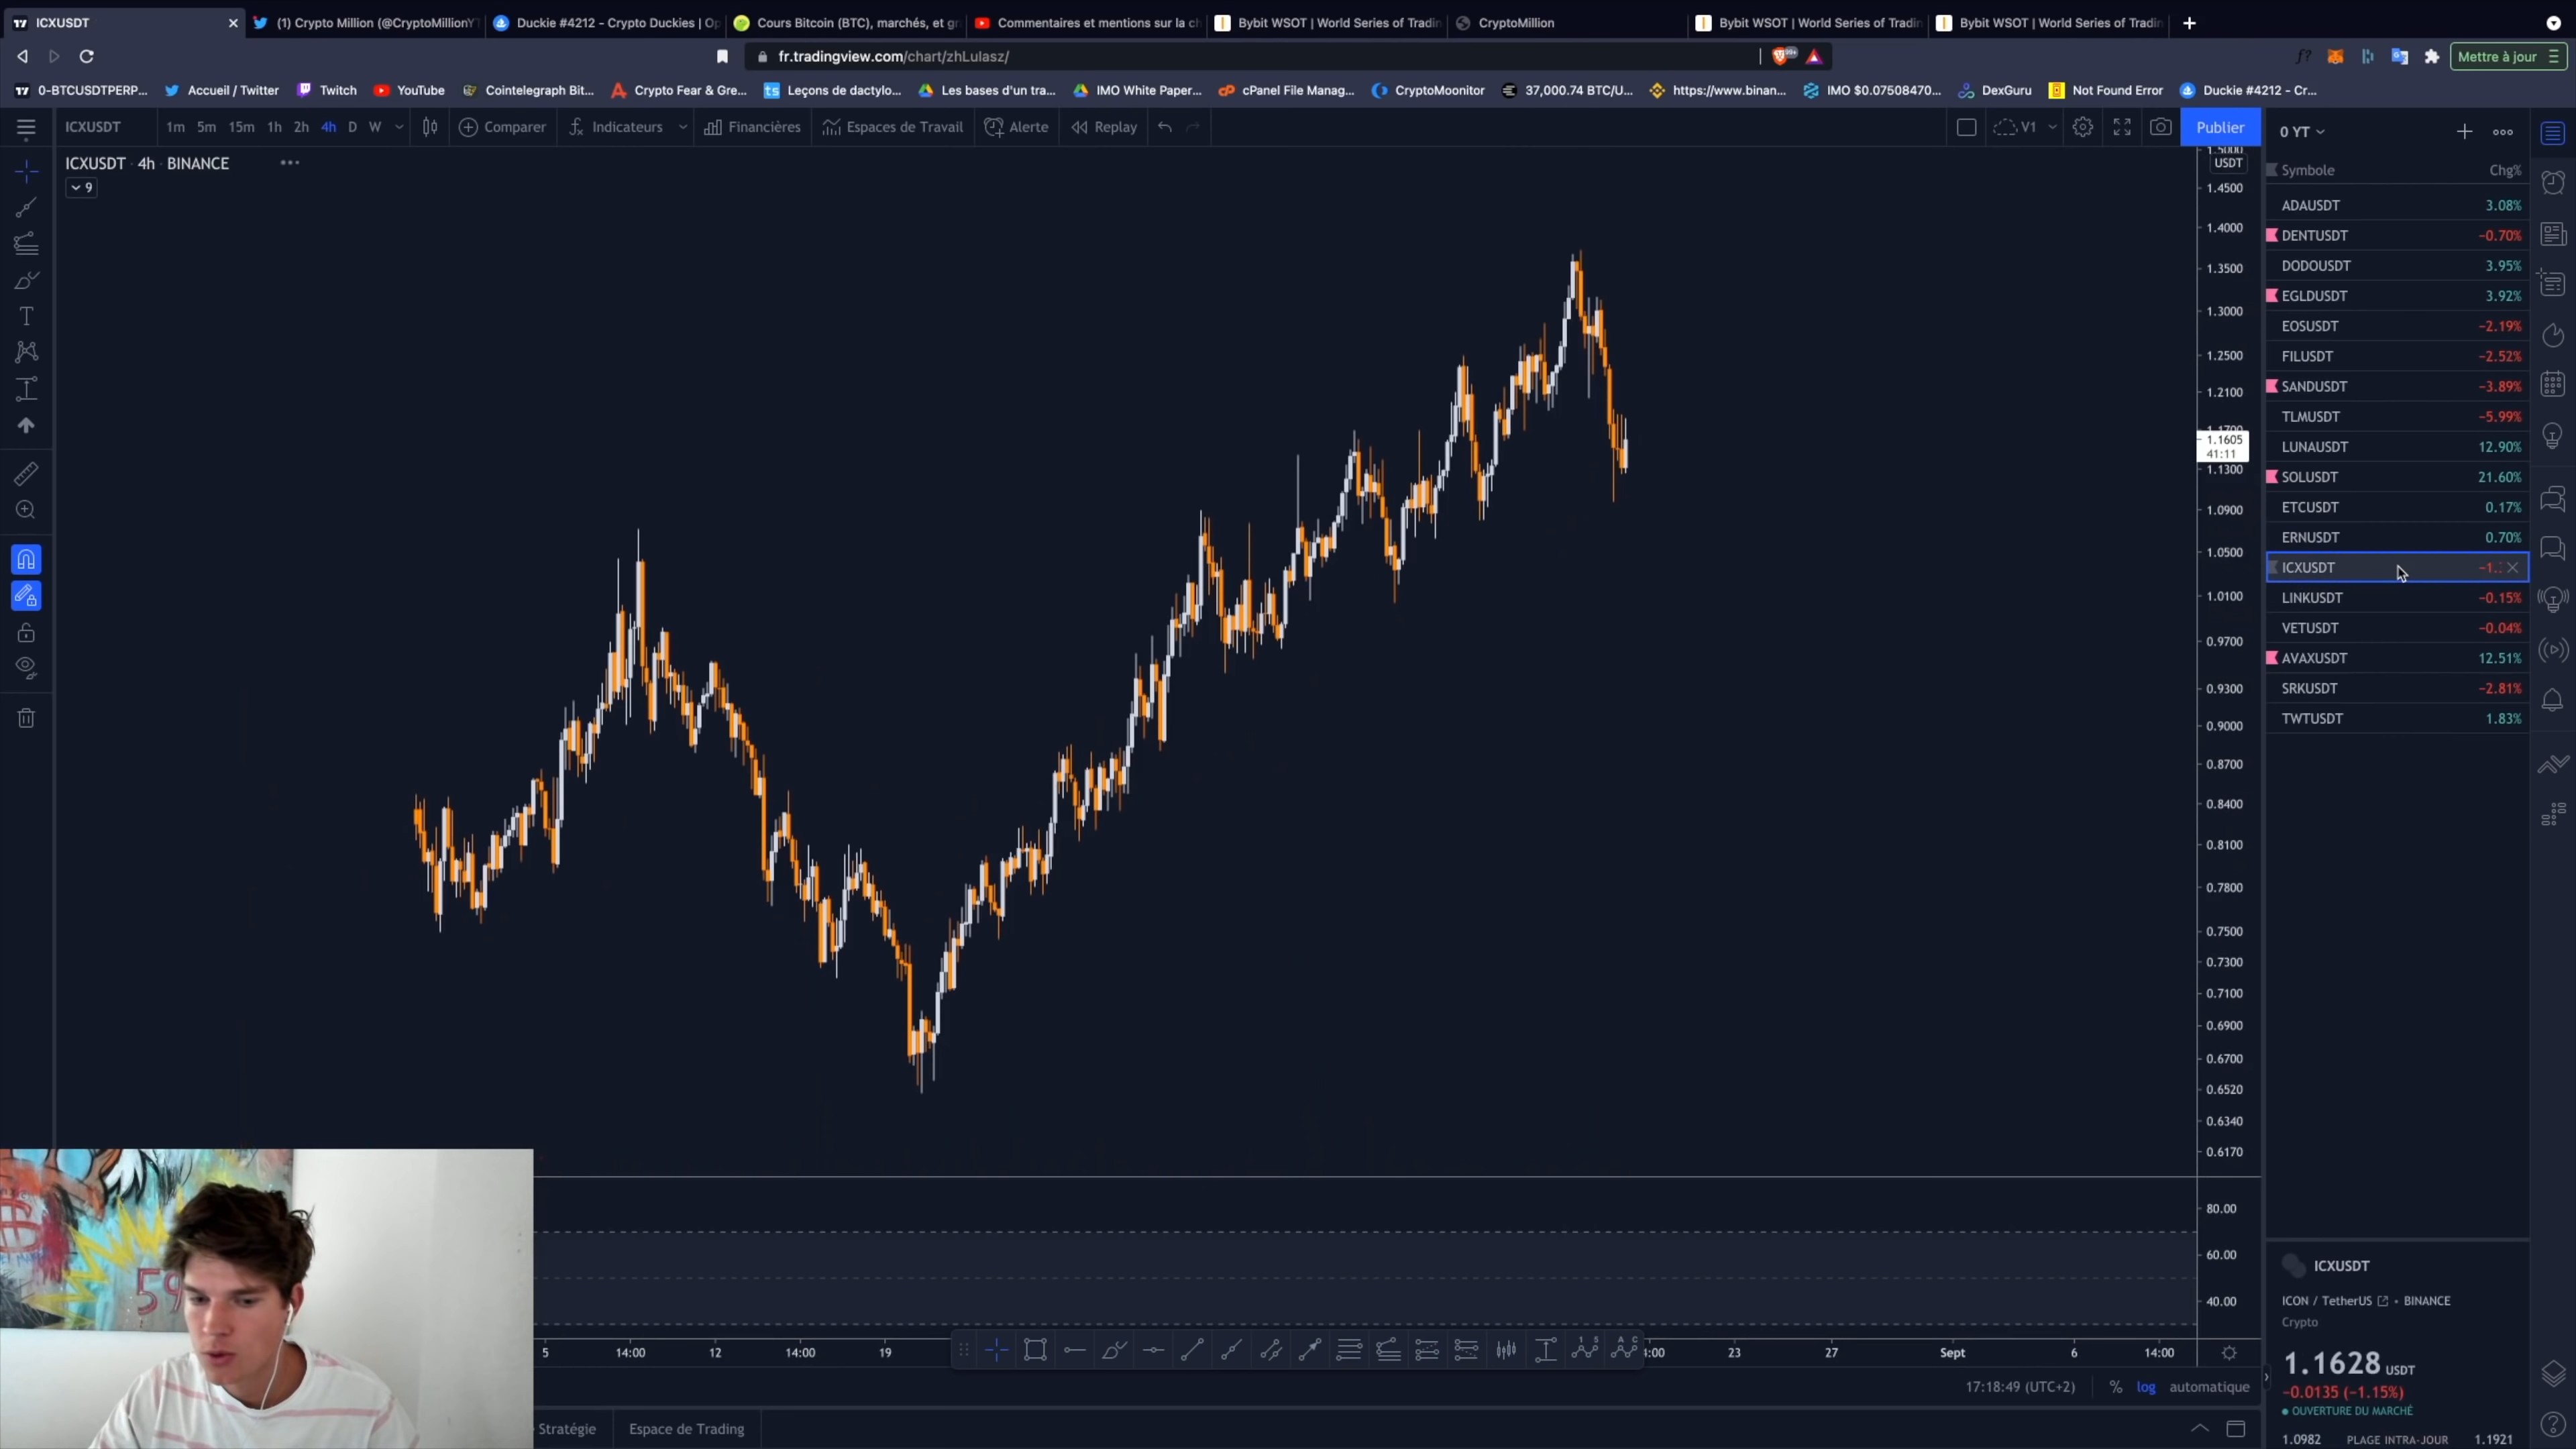 ICXUSDT
(1) Crypto Million (@CryptoMillionY
Duckie #4212 - Crypto Duckies | Op
Cours Bitcoin (BTC), marchés, et gr
Commentaires et mentions sur la ch
Bybit WSOT | World Series of Tradin
CryptoMillion
Bybit WSOT | World Series of Tradin
Bybit WSOT | World Series of Tradin
fr.tradingview.com/chart/zhLulasz/
99+
Mettre à jour
0-BTCUSDTPERP...
Accueil / Twitter
Twitch
YouTube
Cointelegraph Bit...
Crypto Fear & Gre...
Leçons de dactylo...
Les bases d'un tra...
IMO White Paper...
cPanel File Manag...
CryptoMoonitor
37,000.74 BTC/U...
https://www.binan...
IMO $0.07508470...
DexGuru
Not Found Error
Duckie #4212 - Cr...
ICXUSDT
1m 5m 15m 1h 2h 4h D W
Comparer
Indicateurs
Financières
Espaces de Travail
Alerte
Replay
V1
Publier
0 YT
ICXUSDT · 4h · BINANCE
9
1.5000
USDT
1.4500
1.4000
1.3500
1.3000
1.2500
1.2100
1.1700
1.1605
41:11
1.1300
1.0900
1.0500
1.0100
0.9700
0.9300
0.9000
0.8700
0.8400
0.8100
0.7800
0.7500
0.7300
0.7100
0.6900
0.6700
0.6520
0.6340
0.6170
80.00
60.00
40.00
Symbole Chg%
ADAUSDT 3.08%
DENTUSDT −0.70%
DODOUSDT 3.95%
EGLDUSDT 3.92%
EOSUSDT −2.19%
FILUSDT −2.52%
SANDUSDT −3.89%
TLMUSDT −5.99%
LUNAUSDT 12.90%
SOLUSDT 21.60%
ETCUSDT 0.17%
ERNUSDT 0.70%
ICXUSDT −1.
LINKUSDT −0.15%
VETUSDT −0.04%
AVAXUSDT 12.51%
SRKUSDT −2.81%
TWTUSDT 1.83%
ICXUSDT
ICON / TetherUS • BINANCE
Crypto
1.1628 USDT
−0.0135 (−1.15%)
OUVERTURE DU MARCHÉ
1.0982 PLAGE INTRA-JOUR 1.1921
5 14:00 12 14:00 19 :00 23 27 Sept 6 14:00
17:18:49 (UTC+2) % log automatique
Stratégie
Espace de Trading
$
59